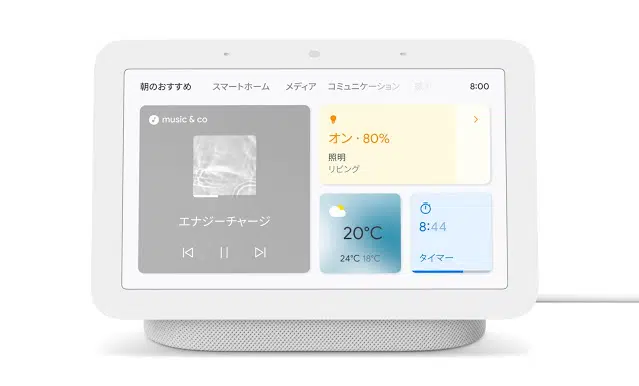 朝のおすすめ スマートホーム メディア コミュニケーション 8:00
music & co
エナジーチャージ
オン・80%
照明
リビング
20°C
24°C 18°C
8:44
タイマー